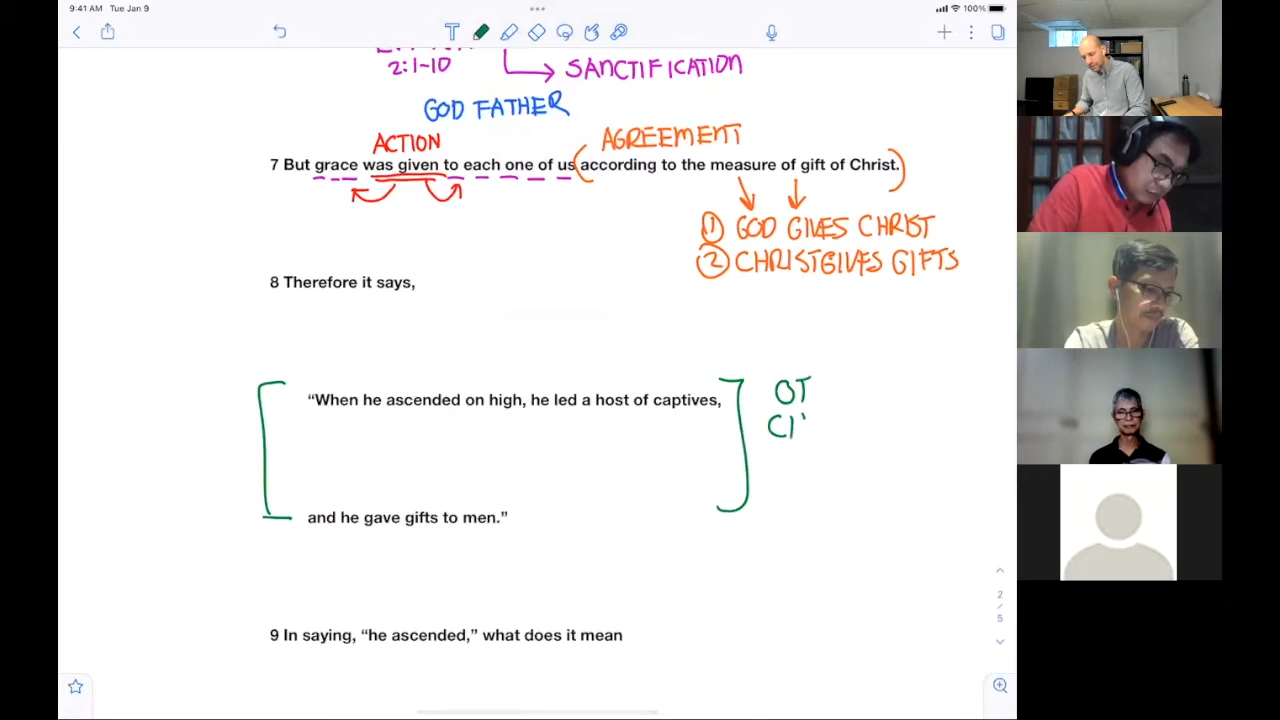 9:41 AM Tue Jan 9
100%
2:1-10
SANCTIFICATION
GOD FATHER
ACTION
AGREEMENT
7 But grace was given to each one of us according to the measure of gift of Christ.
① GOD GIVES CHRIST
② CHRIST GIVES GIFTS
8 Therefore it says,
“When he ascended on high, he led a host of captives,
OT
CI
and he gave gifts to men.”
2
/
5
9 In saying, “he ascended,” what does it mean